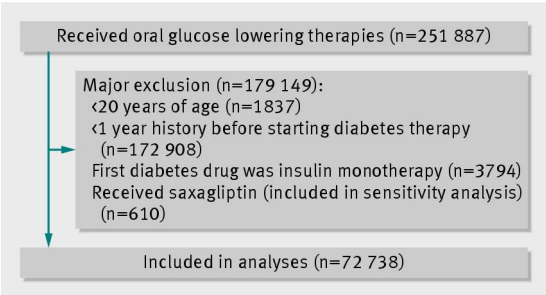 Received oral glucose lowering therapies (n=251 887)
Major exclusion (n=179 149):
<20 years of age (n=1837)
<1 year history before starting diabetes therapy
(n=172 908)
First diabetes drug was insulin monotherapy (n=3794)
Received saxagliptin (included in sensitivity analysis)
(n=610)
Included in analyses (n=72 738)